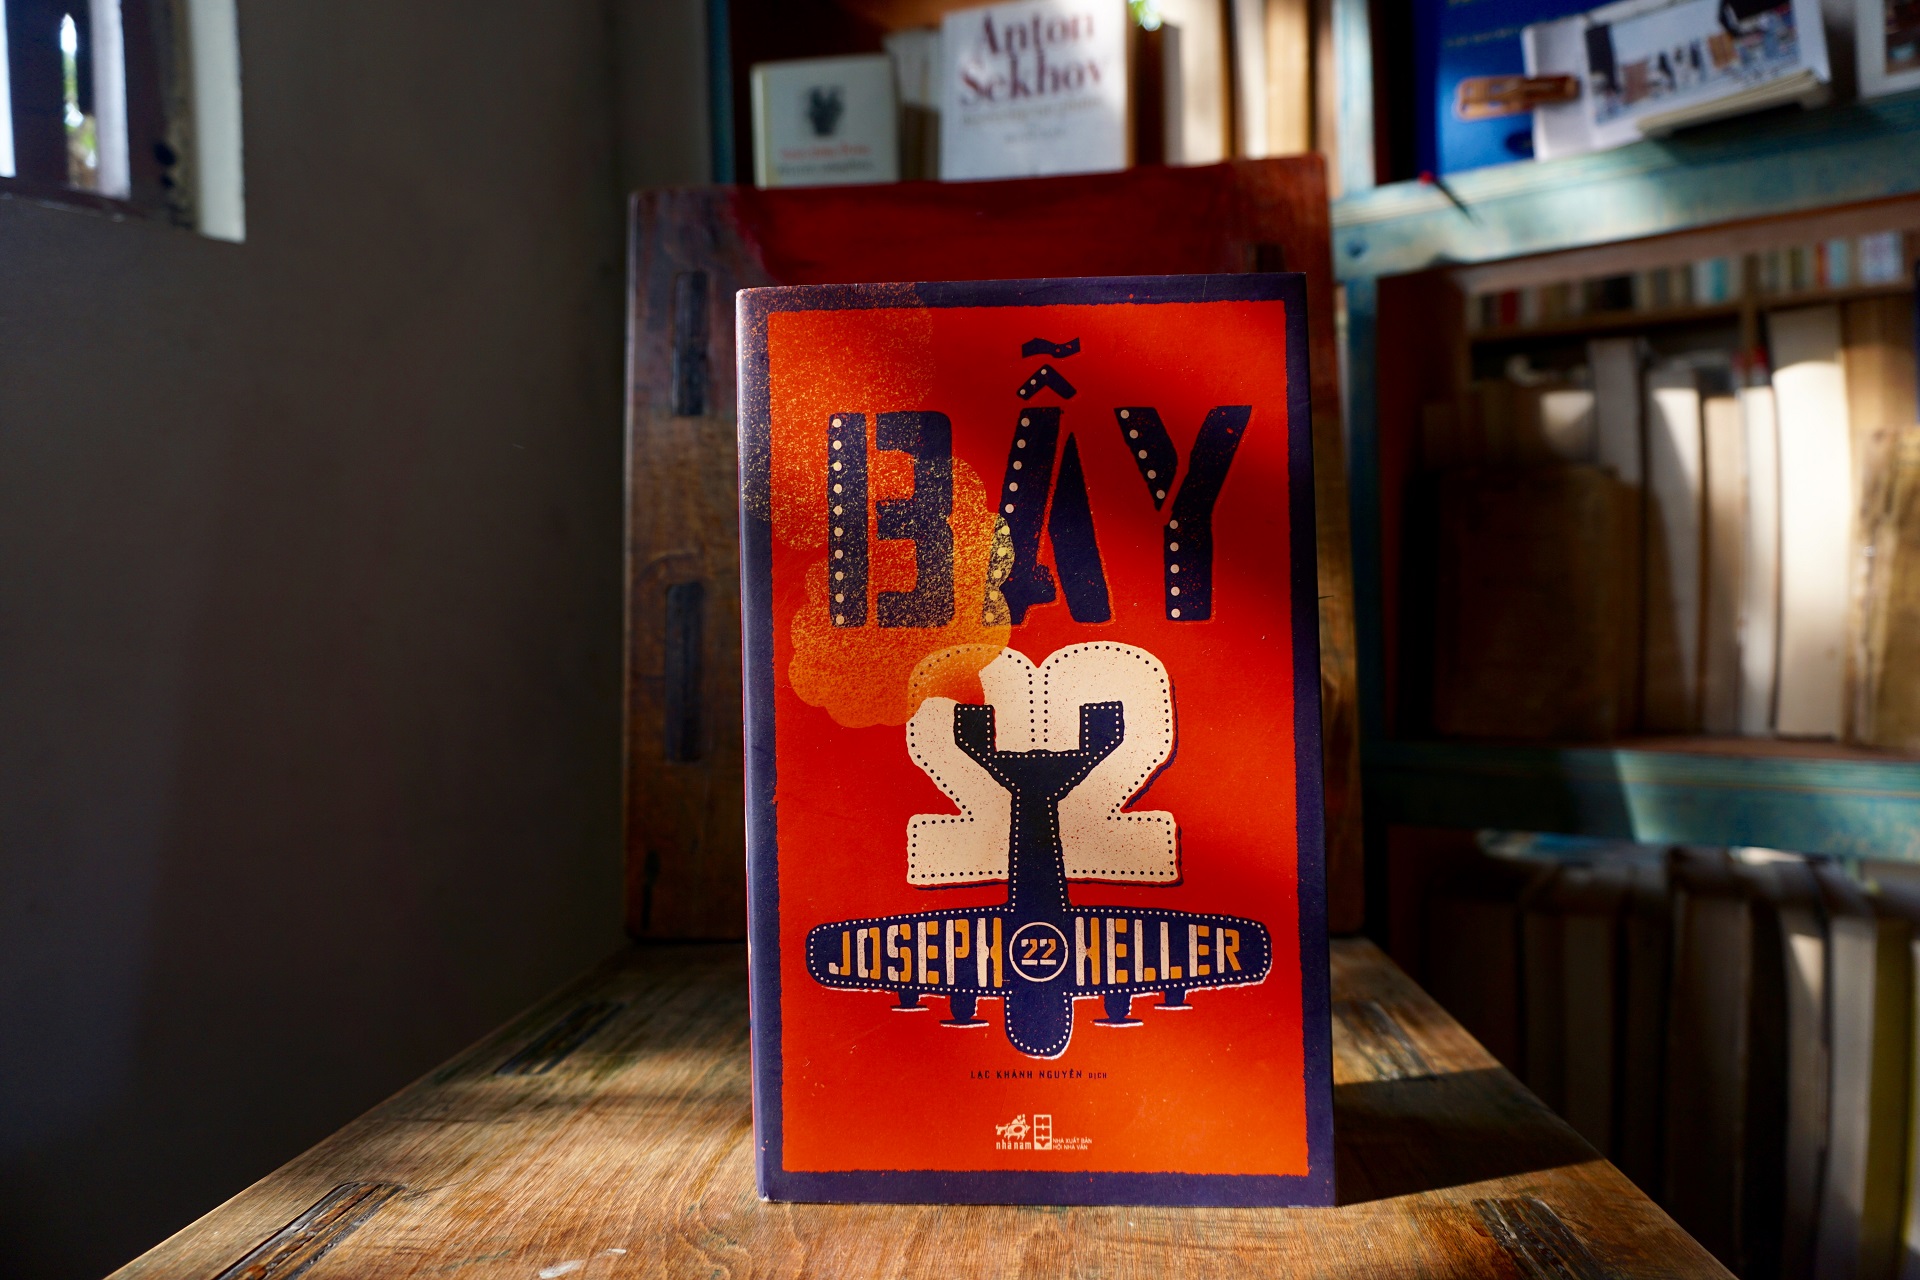 Anton
Sekhov
BẪY
22
JOSEPH 22 HELLER
LẠC KHÁNH NGUYÊN DỊCH
nhã nam
NHÀ XUẤT BẢN
HỘI NHÀ VĂN